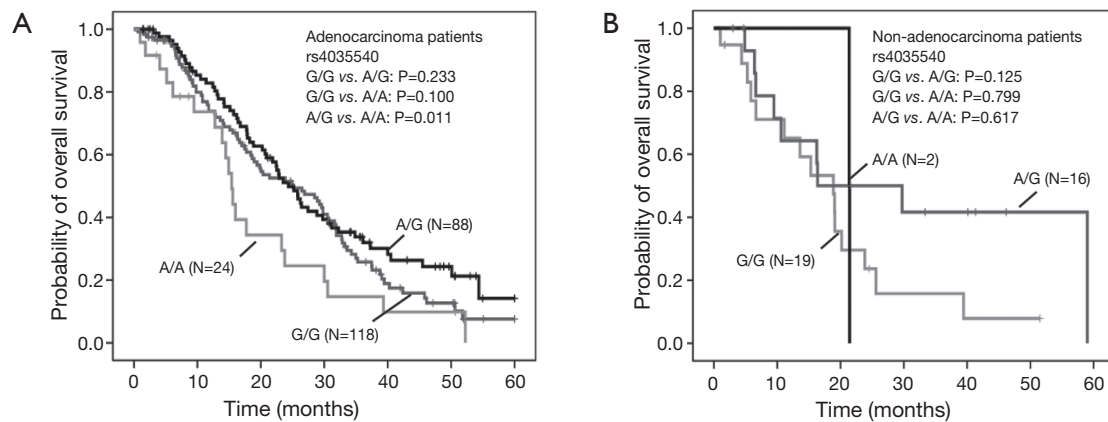 A
Adenocarcinoma patients
rs4035540
G/G vs. A/G: P=0.233
G/G vs. A/A: P=0.100
A/G vs. A/A: P=0.011
Probability of overall survival
1.0
0.8
0.6
0.4
0.2
0.0
A/G (N=88)
A/A (N=24)
G/G (N=118)
0 10 20 30 40 50 60
Time (months)
B
Non-adenocarcinoma patients
rs4035540
G/G vs. A/G: P=0.125
G/G vs. A/A: P=0.799
A/G vs. A/A: P=0.617
Probability of overall survival
1.0
0.8
0.6
0.4
0.2
0.0
A/A (N=2)
A/G (N=16)
G/G (N=19)
0 10 20 30 40 50 60
Time (months)